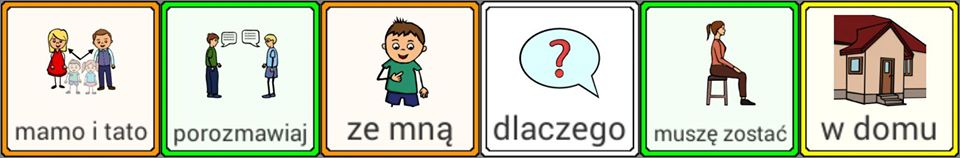 mamo i tato porozmawiaj ze mną dlaczego muszę zostać w domu